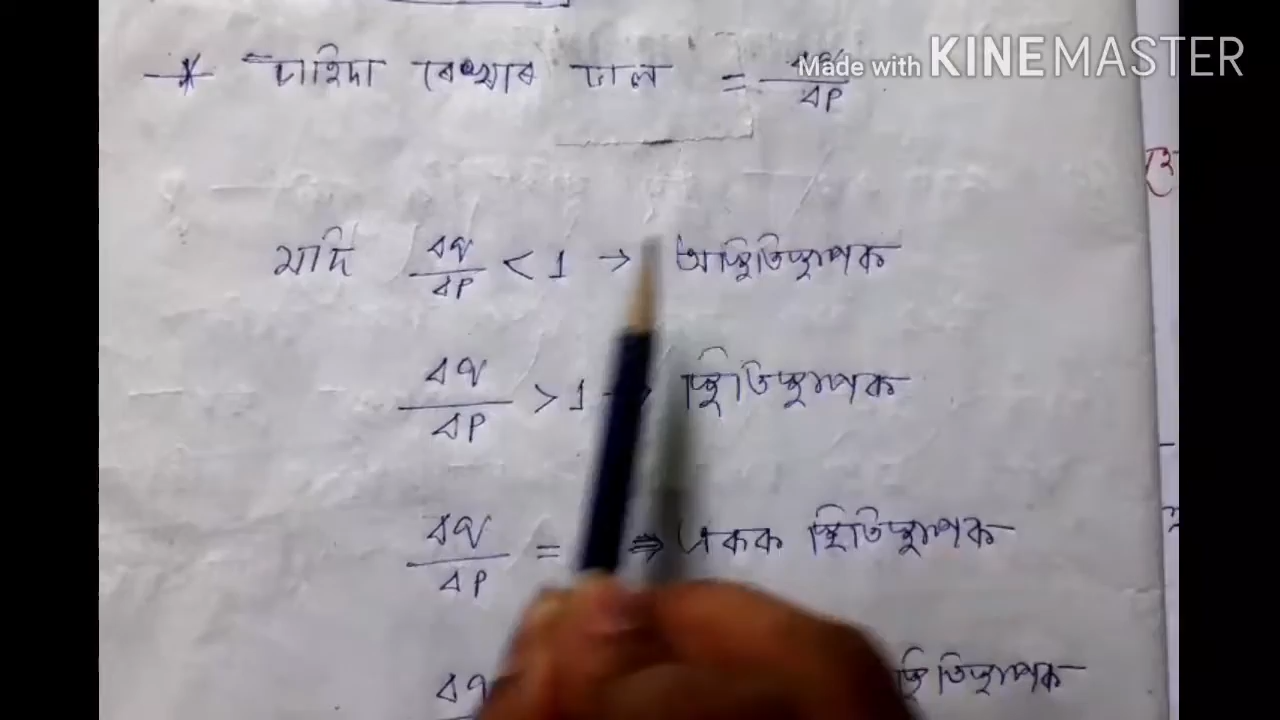 * চাহিদা রেখার ঢাল = ΔP
Made with KINEMASTER
যদি Δq/ΔP < 1 → অস্থিতিস্থাপক
Δq/ΔP > 1 → স্থিতিস্থাপক
Δq/ΔP = ⇒ একক স্থিতিস্থাপক
Δq স্থিতিস্থাপক